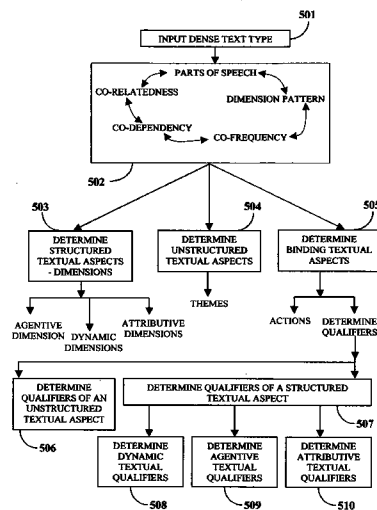 501
INPUT DENSE TEXT TYPE
PARTS OF SPEECH
CO-RELATEDNESS
DIMENSION PATTERN
CO-DEPENDENCY
CO-FREQUENCY
502
503
504
505
DETERMINE
STRUCTURED
TEXTUAL ASPECTS
- DIMENSIONS
DETERMINE
UNSTRUCTURED
TEXTUAL ASPECTS
DETERMINE
BINDING TEXTUAL
ASPECTS
THEMES
AGENTIVE
DIMENSION
DYNAMIC
DIMENSIONS
ATTRIBUTIVE
DIMENSIONS
ACTIONS
DETERMINE
QUALIFIERS
DETERMINE
QUALIFIERS OF AN
UNSTRUCTURED
TEXTUAL ASPECT
DETERMINE QUALIFIERS OF A STRUCTURED
TEXTUAL ASPECT
506
507
DETERMINE
DYNAMIC
TEXTUAL
QUALIFIERS
DETERMINE
AGENTIVE
TEXTUAL
QUALIFIERS
DETERMINE
ATTRIBUTIVE
TEXTUAL
QUALIFIERS
508
509
510